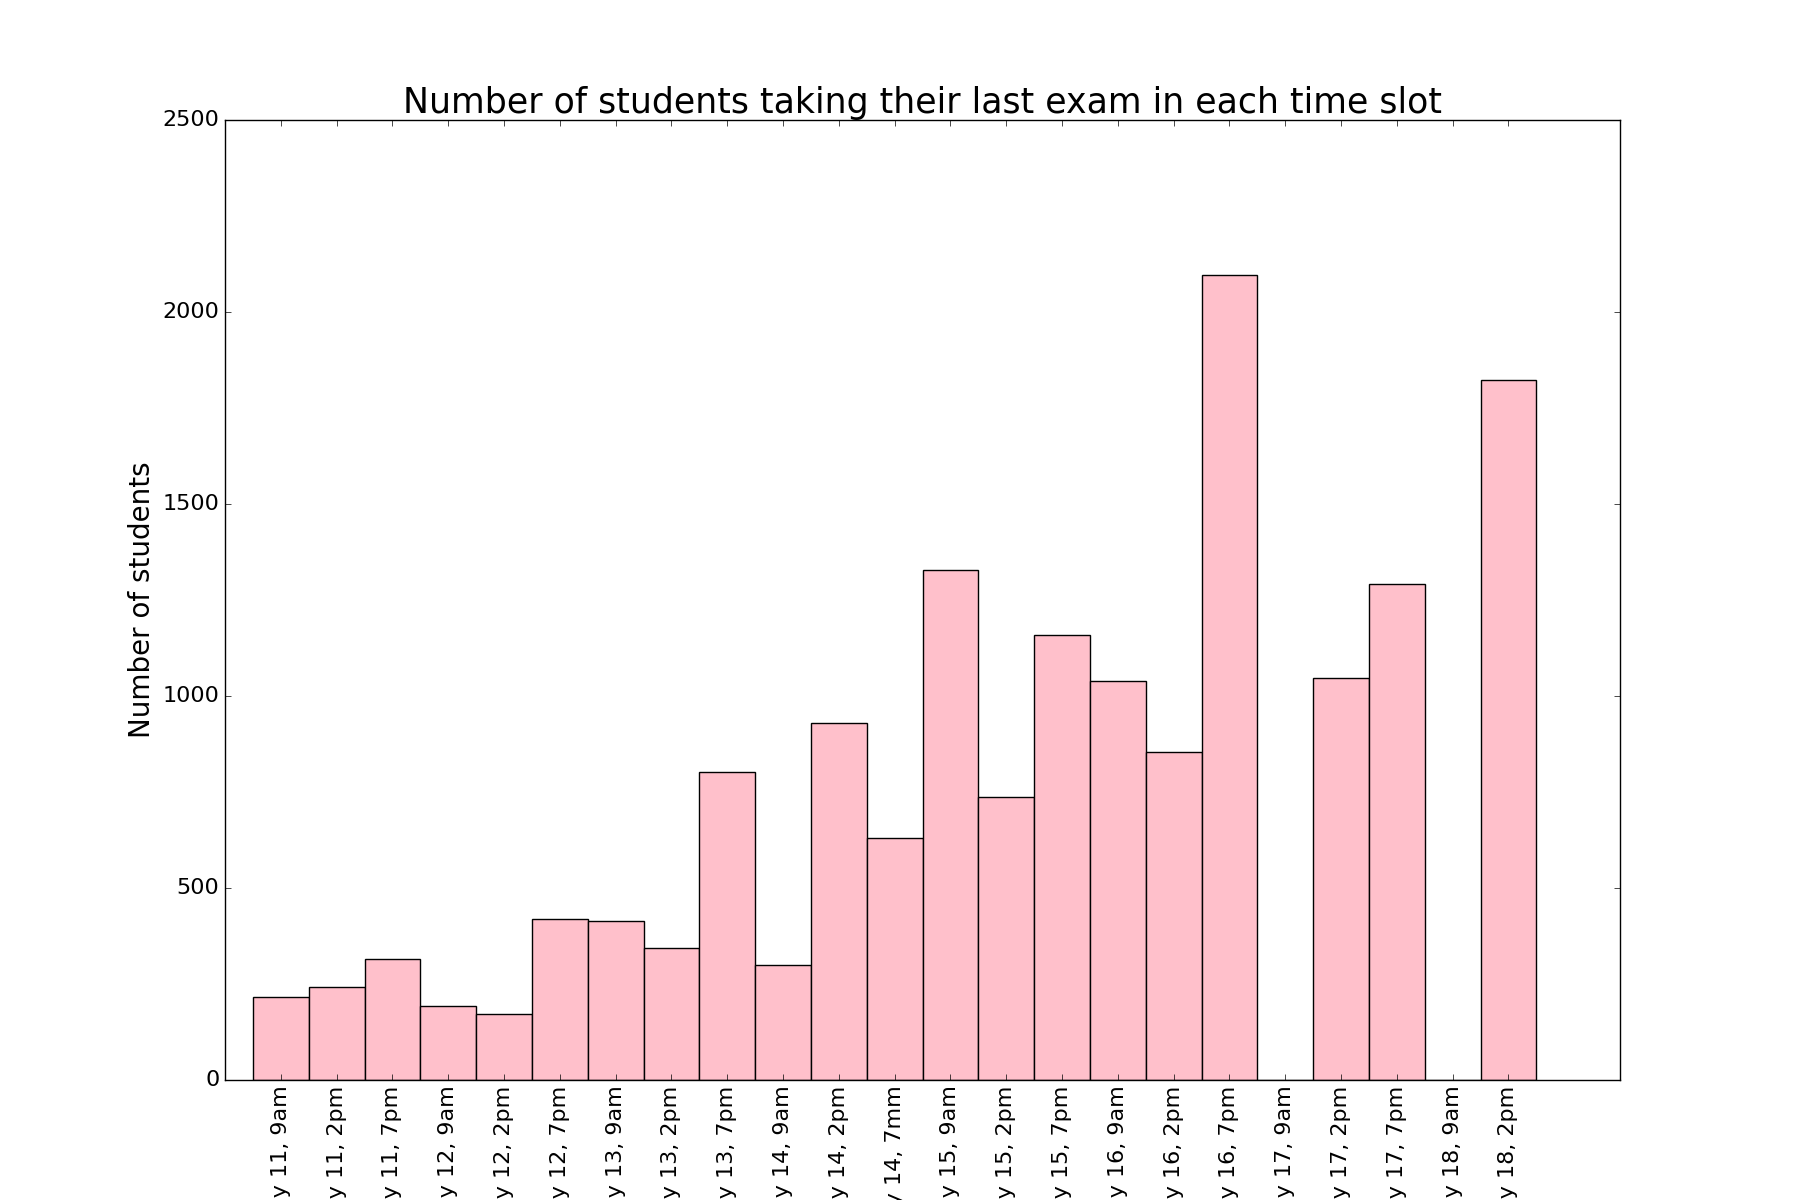 Number of students taking their last exam in each time slot
2500
2000
1500
1000
500
0
Number of students
y 11, 9am
y 11, 2pm
y 11, 7pm
y 12, 9am
y 12, 2pm
y 12, 7pm
y 13, 9am
y 13, 2pm
y 13, 7pm
y 14, 9am
y 14, 2pm
y 14, 7mm
y 15, 9am
y 15, 2pm
y 15, 7pm
y 16, 9am
y 16, 2pm
y 16, 7pm
y 17, 9am
y 17, 2pm
y 17, 7pm
y 18, 9am
y 18, 2pm